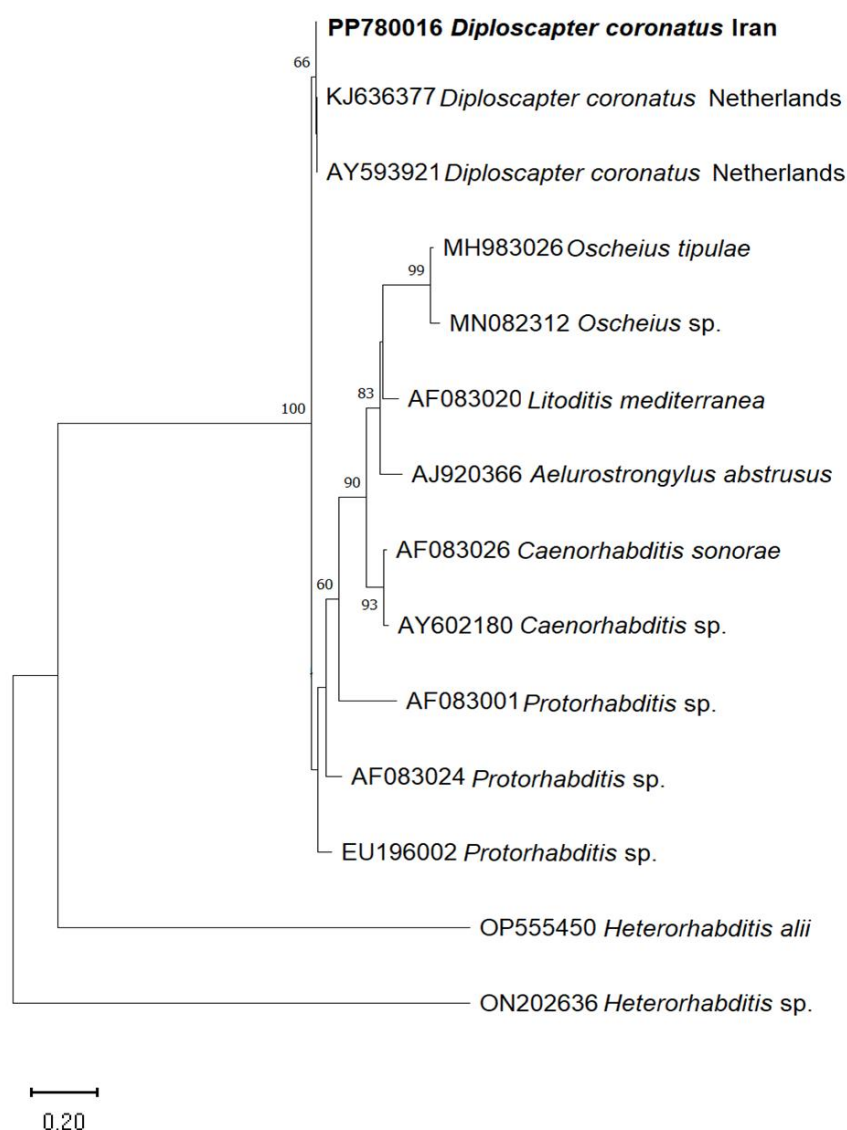 PP780016 Diploscapter coronatus Iran
66
KJ636377 Diploscapter coronatus Netherlands
AY593921 Diploscapter coronatus Netherlands
MH983026 Oscheius tipulae
99
MN082312 Oscheius sp.
83
AF083020 Litoditis mediterranea
100
AJ920366 Aelurostrongylus abstrusus
90
AF083026 Caenorhabditis sonorae
60
93
AY602180 Caenorhabditis sp.
AF083001 Protorhabditis sp.
AF083024 Protorhabditis sp.
EU196002 Protorhabditis sp.
OP555450 Heterorhabditis alii
ON202636 Heterorhabditis sp.
0.20